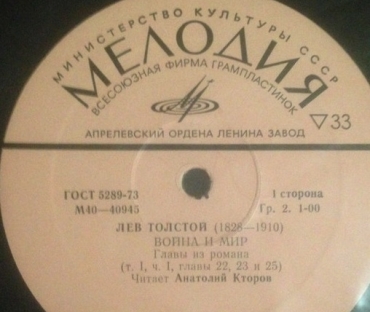 МИНИСТЕРСТВО КУЛЬТУРЫ СССР
МЕЛОДИЯ
ВСЕСОЮЗНАЯ ФИРМА ГРАМПЛАСТИНОК
АПРЕЛЕВСКИЙ ОРДЕНА ЛЕНИНА ЗАВОД
▽33
ГОСТ 5289-73
М40—40945
1 сторона
Гр. 2. 1-00
ЛЕВ ТОЛСТОЙ (1828—1910)
ВОЙНА И МИР
Главы из романа
(т. I, ч. I, главы 22, 23 и 25)
Читает Анатолий Кторов